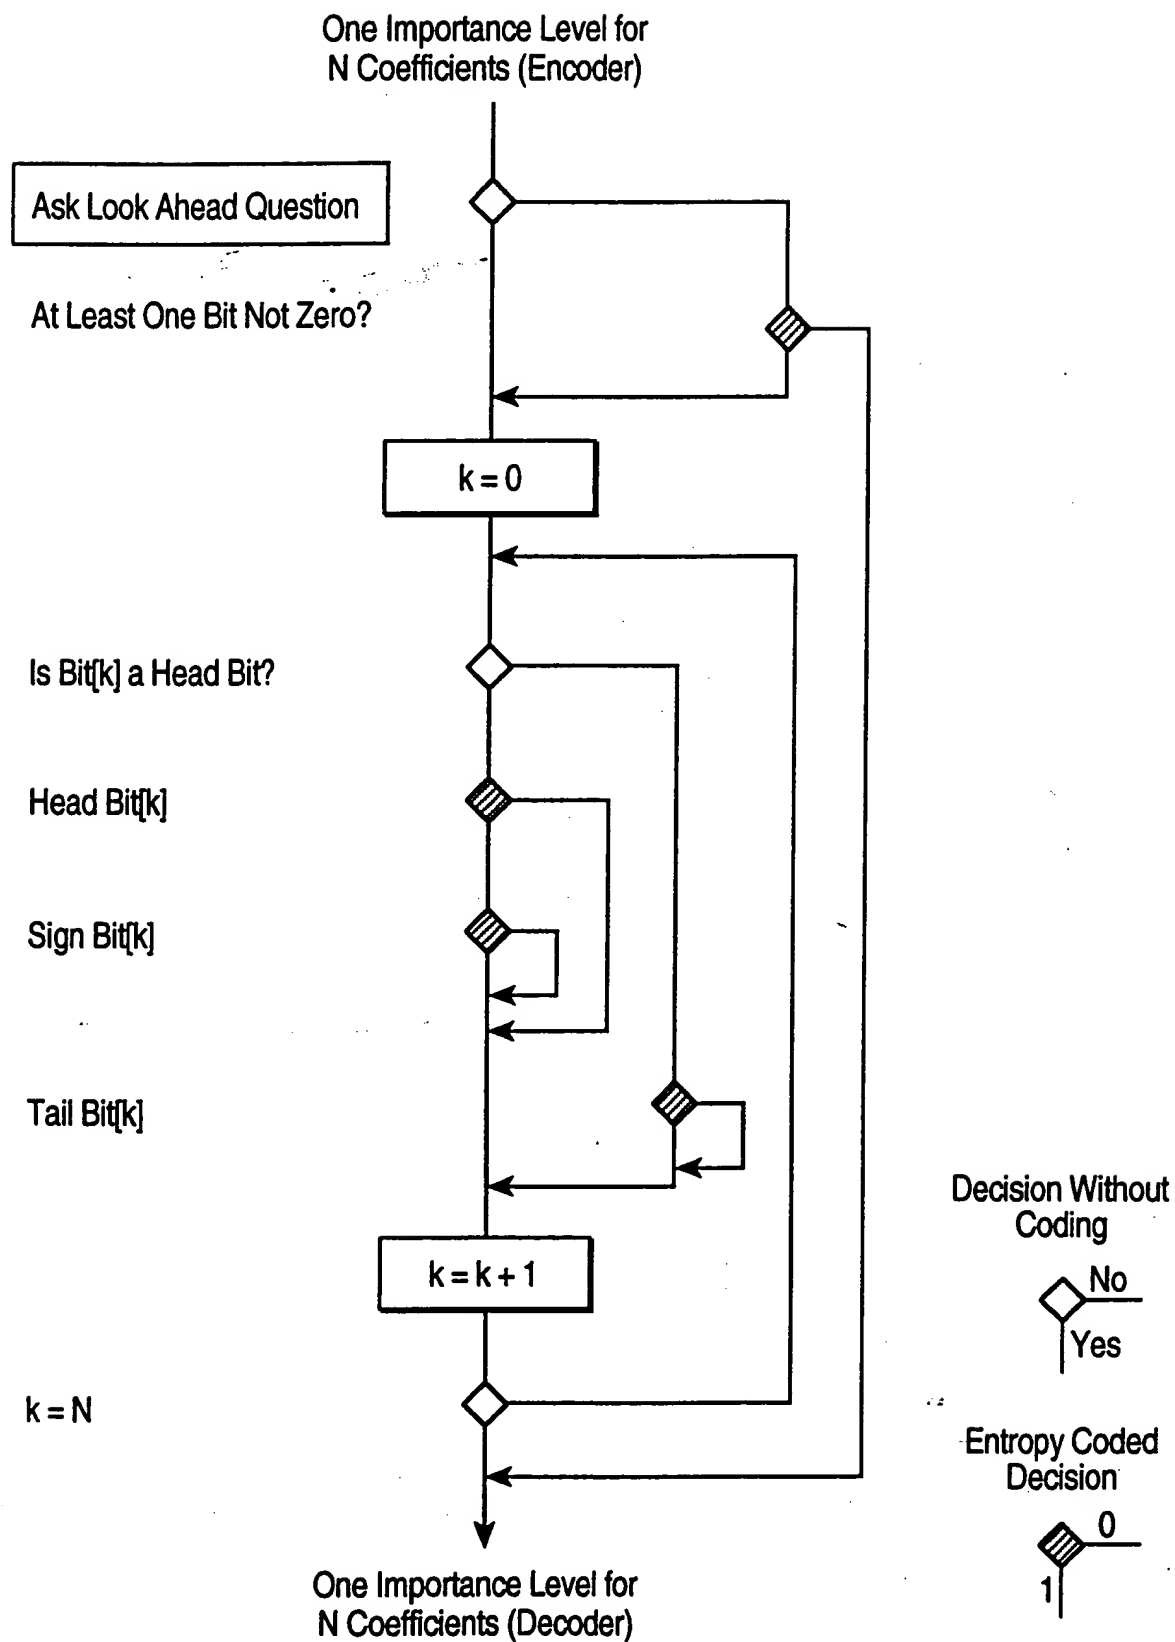 One Importance Level for
N Coefficients (Encoder)
Ask Look Ahead Question
At Least One Bit Not Zero?
k = 0
Is Bit[k] a Head Bit?
Head Bit[k]
Sign Bit[k]
Tail Bit[k]
k = k + 1
k = N
One Importance Level for
N Coefficients (Decoder)
Decision Without
Coding
No
Yes
Entropy Coded
Decision
0
1